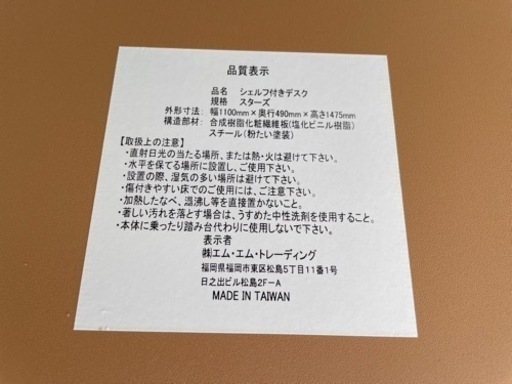 品質表示
品名 シェルフ付きデスク
規格 スターズ
外形寸法: 幅1100mm×奥行490mm×高さ1475mm
構造部材: 合成樹脂化粧繊維板(塩化ビニル樹脂)
スチール(粉たい塗装)
【取扱上の注意】
・直射日光の当たる場所、または熱・火は避けて下さい。
・水平を保てる場所に設置し、ご使用下さい。
・設置の際、湿気の多い場所は避けて下さい。
・傷付きやすい床でのご使用には、ご注意下さい。
・加熱したなべ、湯沸し等を直接置かないこと。
・著しい汚れを落とす場合は、うすめた中性洗剤を使用すること。
・本体に乗ったり踏み台代わりに使用しないで下さい。
表示者
㈱エム・エム・トレーディング
福岡県福岡市東区松島5丁目11番1号
日之出ビル松島2F-A
MADE IN TAIWAN